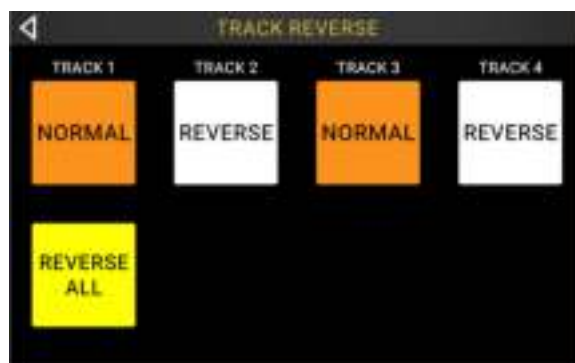 TRACK REVERSE
TRACK 1 TRACK 2 TRACK 3 TRACK 4
NORMAL REVERSE NORMAL REVERSE
REVERSE
ALL